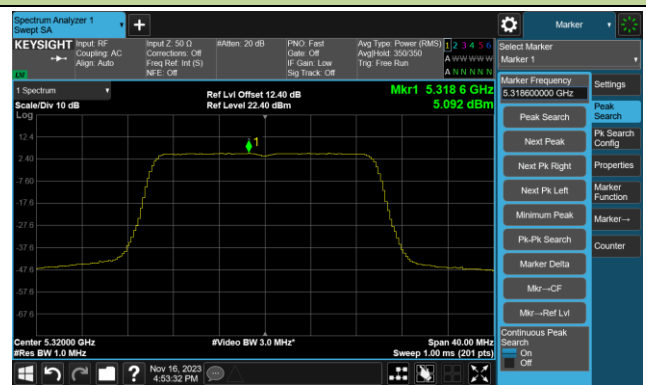 Spectrum Analyzer 1
Swept SA
+
Marker
KEYSIGHT
Input: RF
Coupling: AC
Align: Auto
Input Z: 50 Ω
Corrections: Off
Freq Ref: Int (S)
NFE: Off
#Atten: 20 dB
PNO: Fast
Gate: Off
IF Gain: Low
Sig Track: Off
Avg Type: Power (RMS)
Avg|Hold: 350/350
Trig: Free Run
1 2 3 4 5 6
A W W W W W
A N N N N N
LW
Select Marker
Marker 1
1 Spectrum
Scale/Div 10 dB
Log
Ref Lvl Offset 12.40 dB
Ref Level 22.40 dBm
Mkr1 5.318 6 GHz
5.092 dBm
12.4
2.40
-7.60
-17.6
-27.6
-37.6
-47.6
-57.6
-67.6
1
Center 5.32000 GHz
#Res BW 1.0 MHz
#Video BW 3.0 MHz*
Span 40.00 MHz
Sweep 1.00 ms (201 pts)
Marker Frequency
5.318600000 GHz
Peak Search
Next Peak
Next Pk Right
Next Pk Left
Minimum Peak
Pk-Pk Search
Marker Delta
Mkr→CF
Mkr→Ref Lvl
Continuous Peak
Search
On
Off
Settings
Peak
Search
Pk Search
Config
Properties
Marker
Function
Marker→
Counter
?
Nov 16, 2023
4:53:32 PM